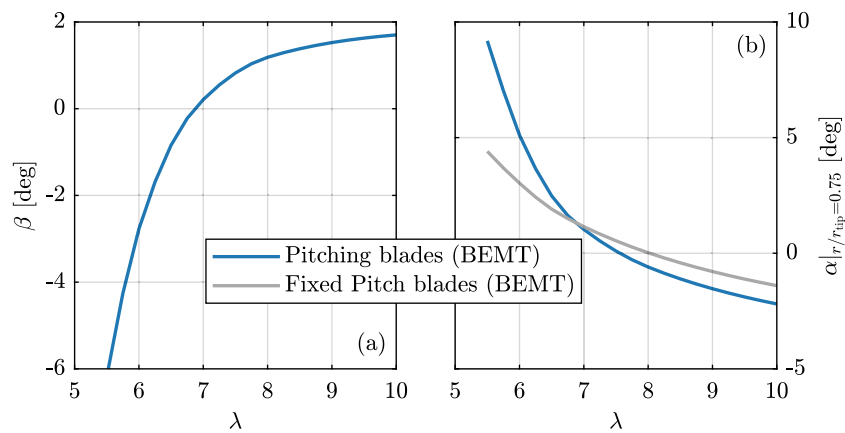 2
0
-2
-4
-6
β [deg]
5 6 7 8 9 10
λ
(a)
Pitching blades (BEMT)
Fixed Pitch blades (BEMT)
(b)
10
5
0
-5
α|r/rtip=0.75 [deg]
5 6 7 8 9 10
λ